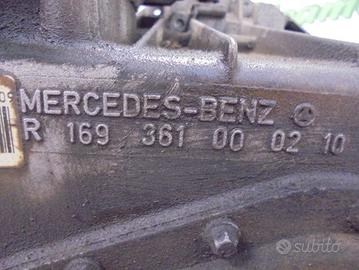 MERCEDES-BENZ
R 169 361 00 02 10
subito